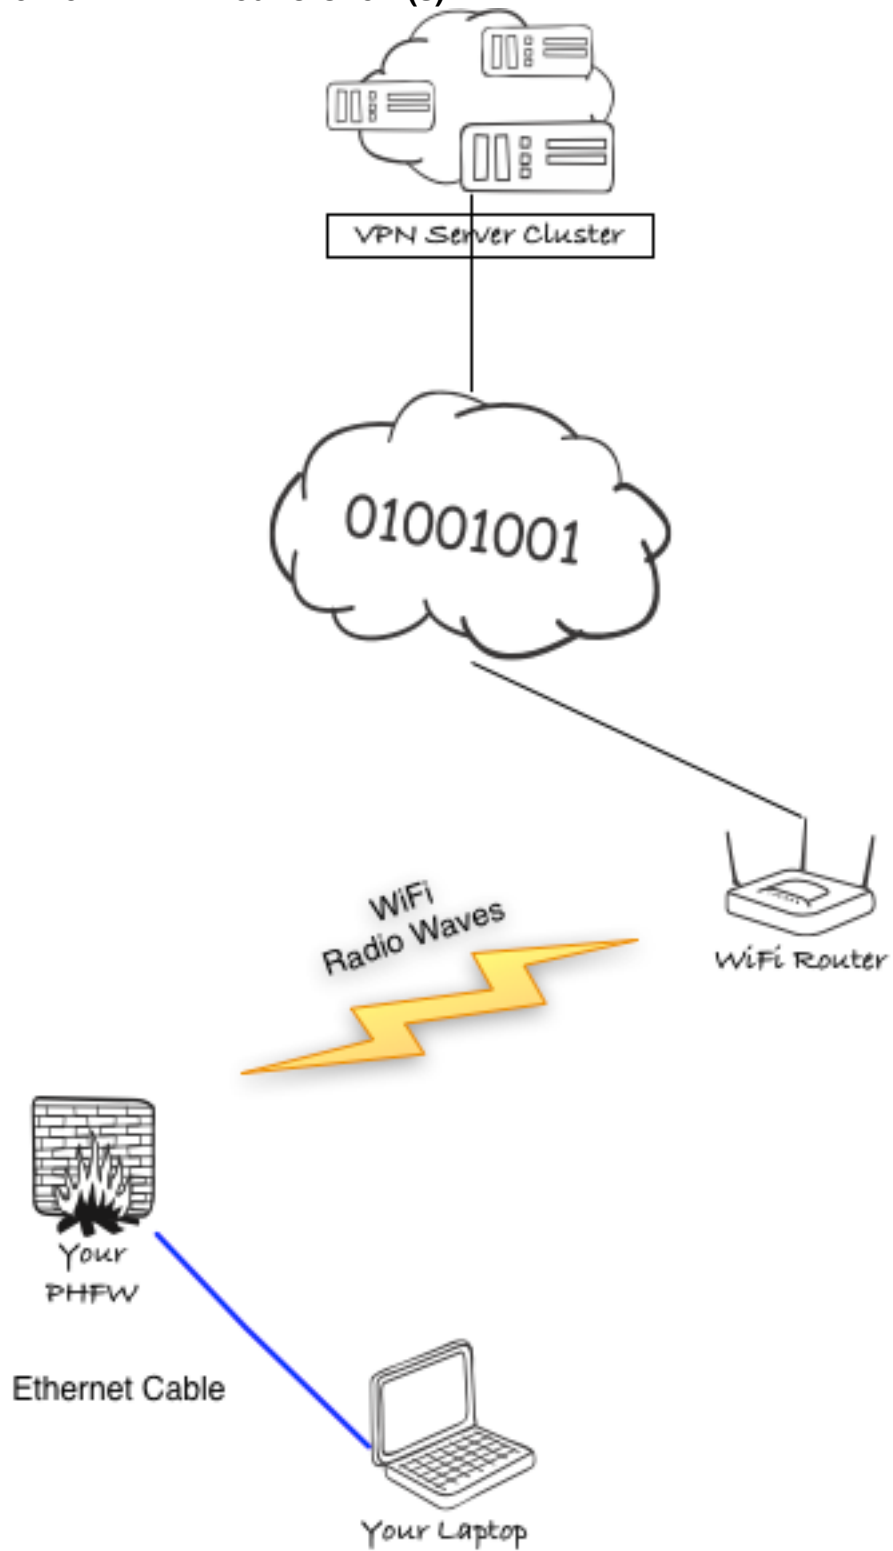 VPN Server Cluster
01001001
WiFi
Radio Waves
WiFi Router
Your
PHFW
Ethernet Cable
Your Laptop